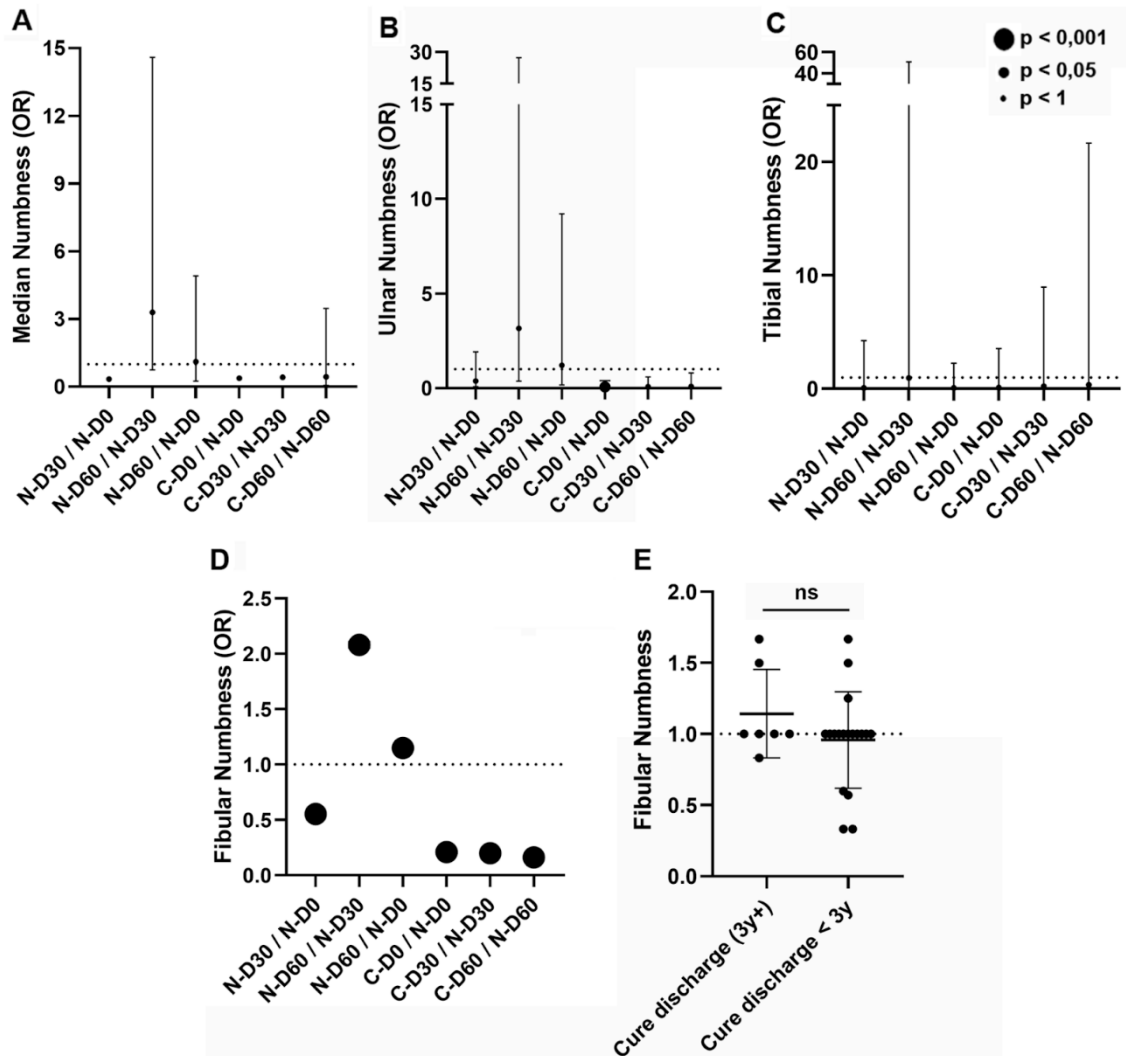 A
Median Numbness (OR)
15
12
9
6
3
0
N-D30 / N-D0
N-D60 / N-D30
N-D60 / N-D0
C-D0 / N-D0
C-D30 / N-D30
C-D60 / N-D60
B
Ulnar Numbness (OR)
30
15
15
10
5
0
N-D30 / N-D0
N-D60 / N-D30
N-D60 / N-D0
C-D0 / N-D0
C-D30 / N-D30
C-D60 / N-D60
C
Tibial Numbness (OR)
60
40
20
10
0
p < 0,001
p < 0,05
p < 1
N-D30 / N-D0
N-D60 / N-D30
N-D60 / N-D0
C-D0 / N-D0
C-D30 / N-D30
C-D60 / N-D60
D
Fibular Numbness (OR)
2.5
2.0
1.5
1.0
0.5
0.0
N-D30 / N-D0
N-D60 / N-D30
N-D60 / N-D0
C-D0 / N-D0
C-D30 / N-D30
C-D60 / N-D60
E
Fibular Numbness
2.0
1.5
1.0
0.5
0.0
ns
Cure discharge (3y+)
Cure discharge < 3y